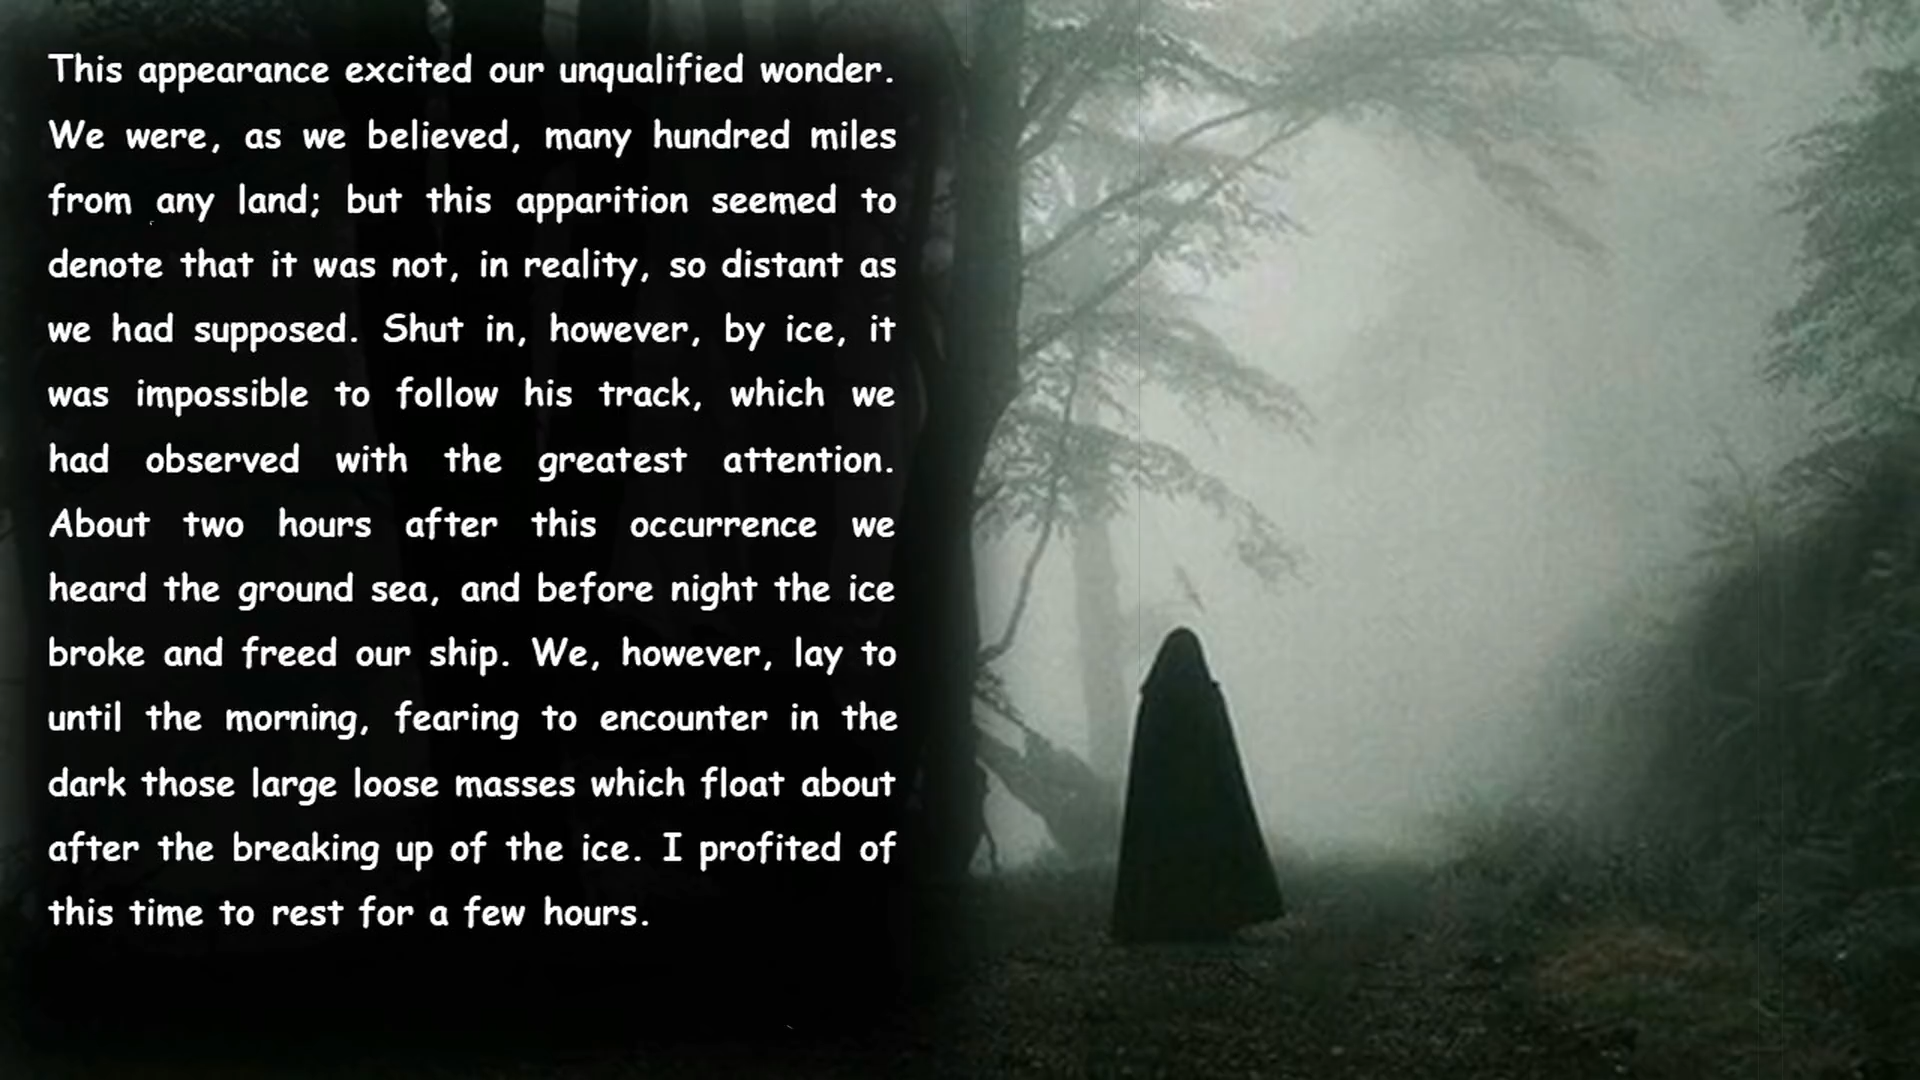 This appearance excited our unqualified wonder.
We were, as we believed, many hundred miles
from any land; but this apparition seemed to
denote that it was not, in reality, so distant as
we had supposed. Shut in, however, by ice, it
was impossible to follow his track, which we
had observed with the greatest attention.
About two hours after this occurrence we
heard the ground sea, and before night the ice
broke and freed our ship. We, however, lay to
until the morning, fearing to encounter in the
dark those large loose masses which float about
after the breaking up of the ice. I profited of
this time to rest for a few hours.